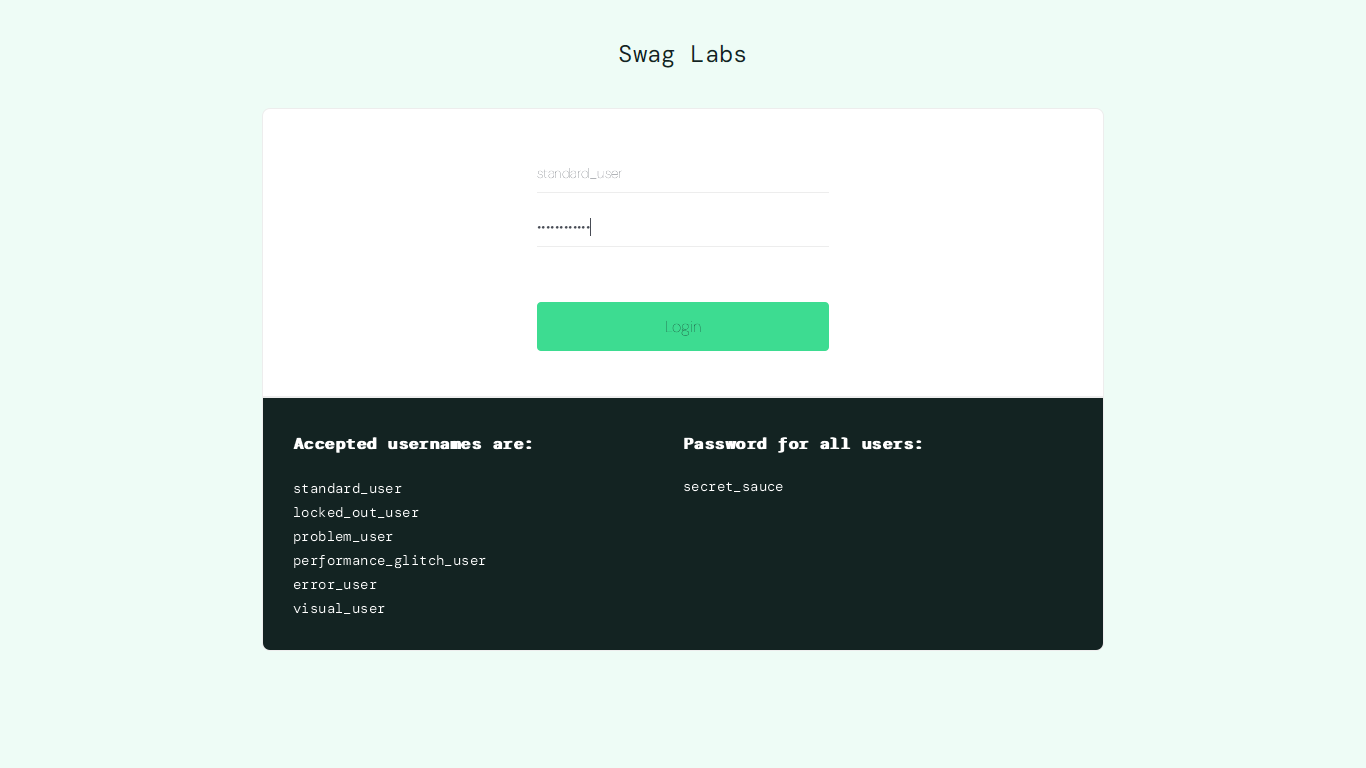 Swag Labs
standard_user
••••••••••••
Login
Accepted usernames are:
standard_user
locked_out_user
problem_user
performance_glitch_user
error_user
visual_user
Password for all users:
secret_sauce